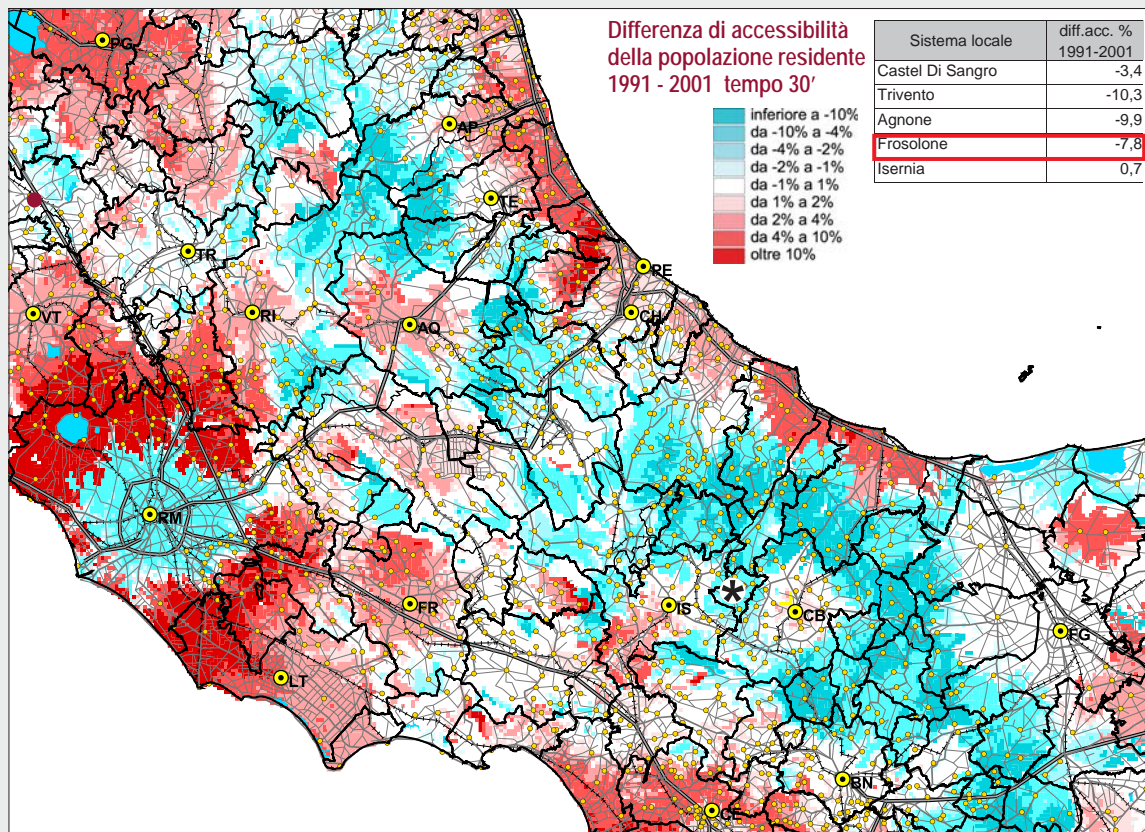 Differenza di accessibilità
della popolazione residente
1991 - 2001 tempo 30'
inferiore a -10%
da -10% a -4%
da -4% a -2%
da -2% a -1%
da -1% a 1%
da 1% a 2%
da 2% a 4%
da 4% a 10%
oltre 10%
Sistema locale diff.acc. % 1991-2001
Castel Di Sangro -3,4
Trivento -10,3
Agnone -9,9
Frosolone -7,8
Isernia 0,7
PG
AP
TE
TR
PE
VT
RI
AQ
CH
RM
FR
IS
*
CB
FG
LT
BN
CE